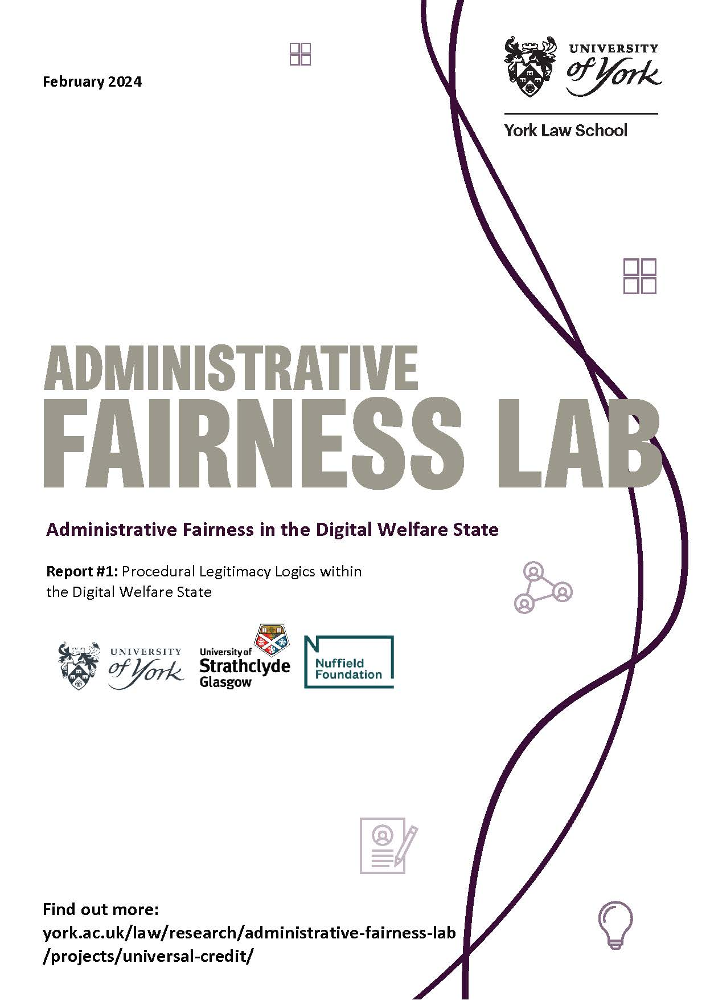 February 2024
UNIVERSITY
of York
York Law School
ADMINISTRATIVE
FAIRNESS LAB
Administrative Fairness in the Digital Welfare State
Report #1: Procedural Legitimacy Logics within
the Digital Welfare State
UNIVERSITY
of York
University of
Strathclyde
Glasgow
Nuffield
Foundation
Find out more:
york.ac.uk/law/research/administrative-fairness-lab
/projects/universal-credit/